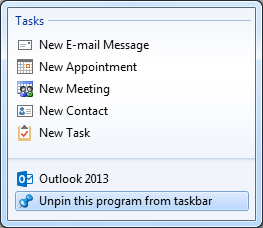 Tasks
New E-mail Message
New Appointment
New Meeting
New Contact
New Task
Outlook 2013
Unpin this program from taskbar